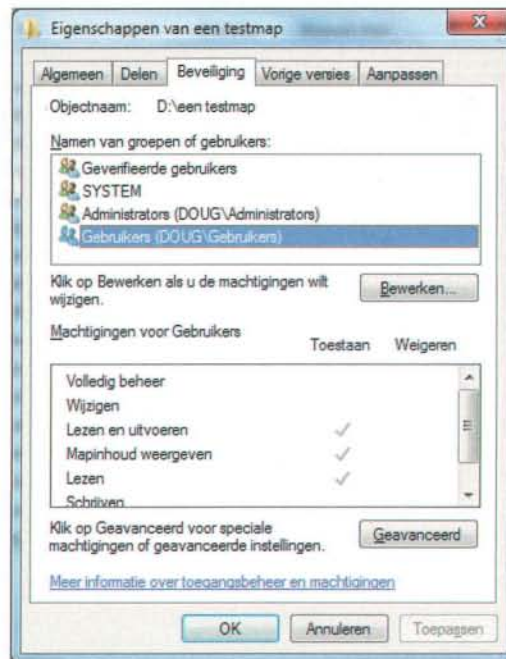 Eigenschappen van een testmap
Algemeen Delen Beveiliging Vorige versies Aanpassen
Objectnaam: D:\een testmap
Namen van groepen of gebruikers:
Geverifieerde gebruikers
SYSTEM
Administrators (DOUG\Administrators)
Gebruikers (DOUG\Gebruikers)
Klik op Bewerken als u de machtigingen wilt
wijzigen.
Bewerken...
Machtigingen voor Gebruikers
Toestaan Weigeren
Volledig beheer
Wijzigen
Lezen en uitvoeren
Mapinhoud weergeven
Lezen
Schrijven
Klik op Geavanceerd voor speciale
machtigingen of geavanceerde instellingen.
Geavanceerd
Meer informatie over toegangsbeheer en machtigingen
OK Annuleren Toepassen